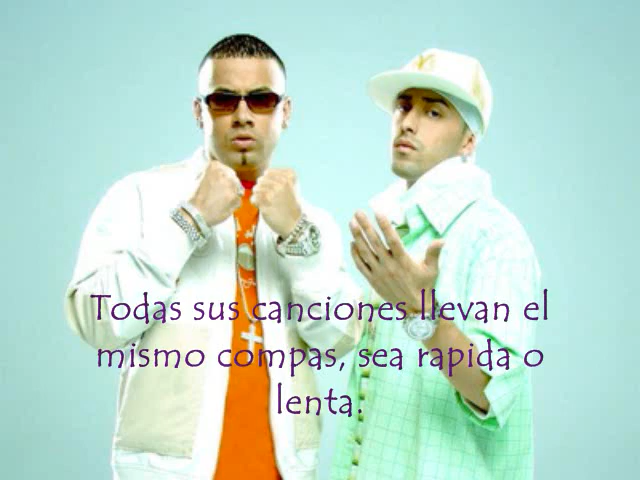 Todas sus canciones llevan el
mismo compas, sea rapida o
lenta.